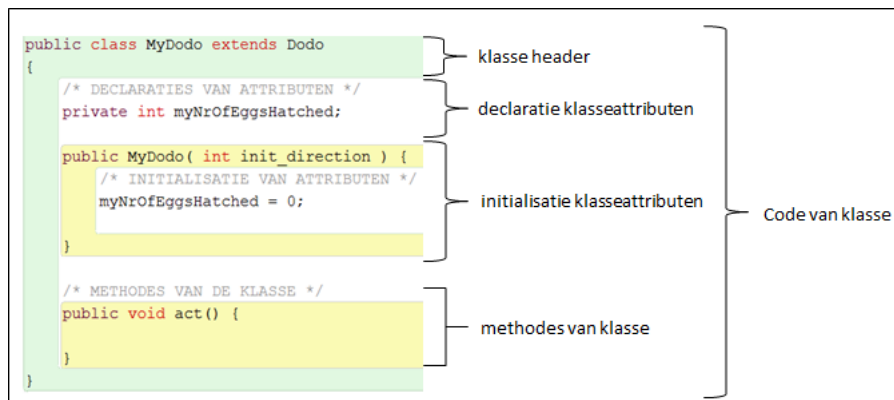 public class MyDodo extends Dodo
{
/* DECLARATIES VAN ATTRIBUTEN */
private int myNrOfEggsHatched;
public MyDodo( int init_direction ) {
/* INITIALISATIE VAN ATTRIBUTEN */
myNrOfEggsHatched = 0;
}
/* METHODES VAN DE KLASSE */
public void act() {
}
}
klasse header
declaratie klasseattributen
initialisatie klasseattributen
methodes van klasse
Code van klasse